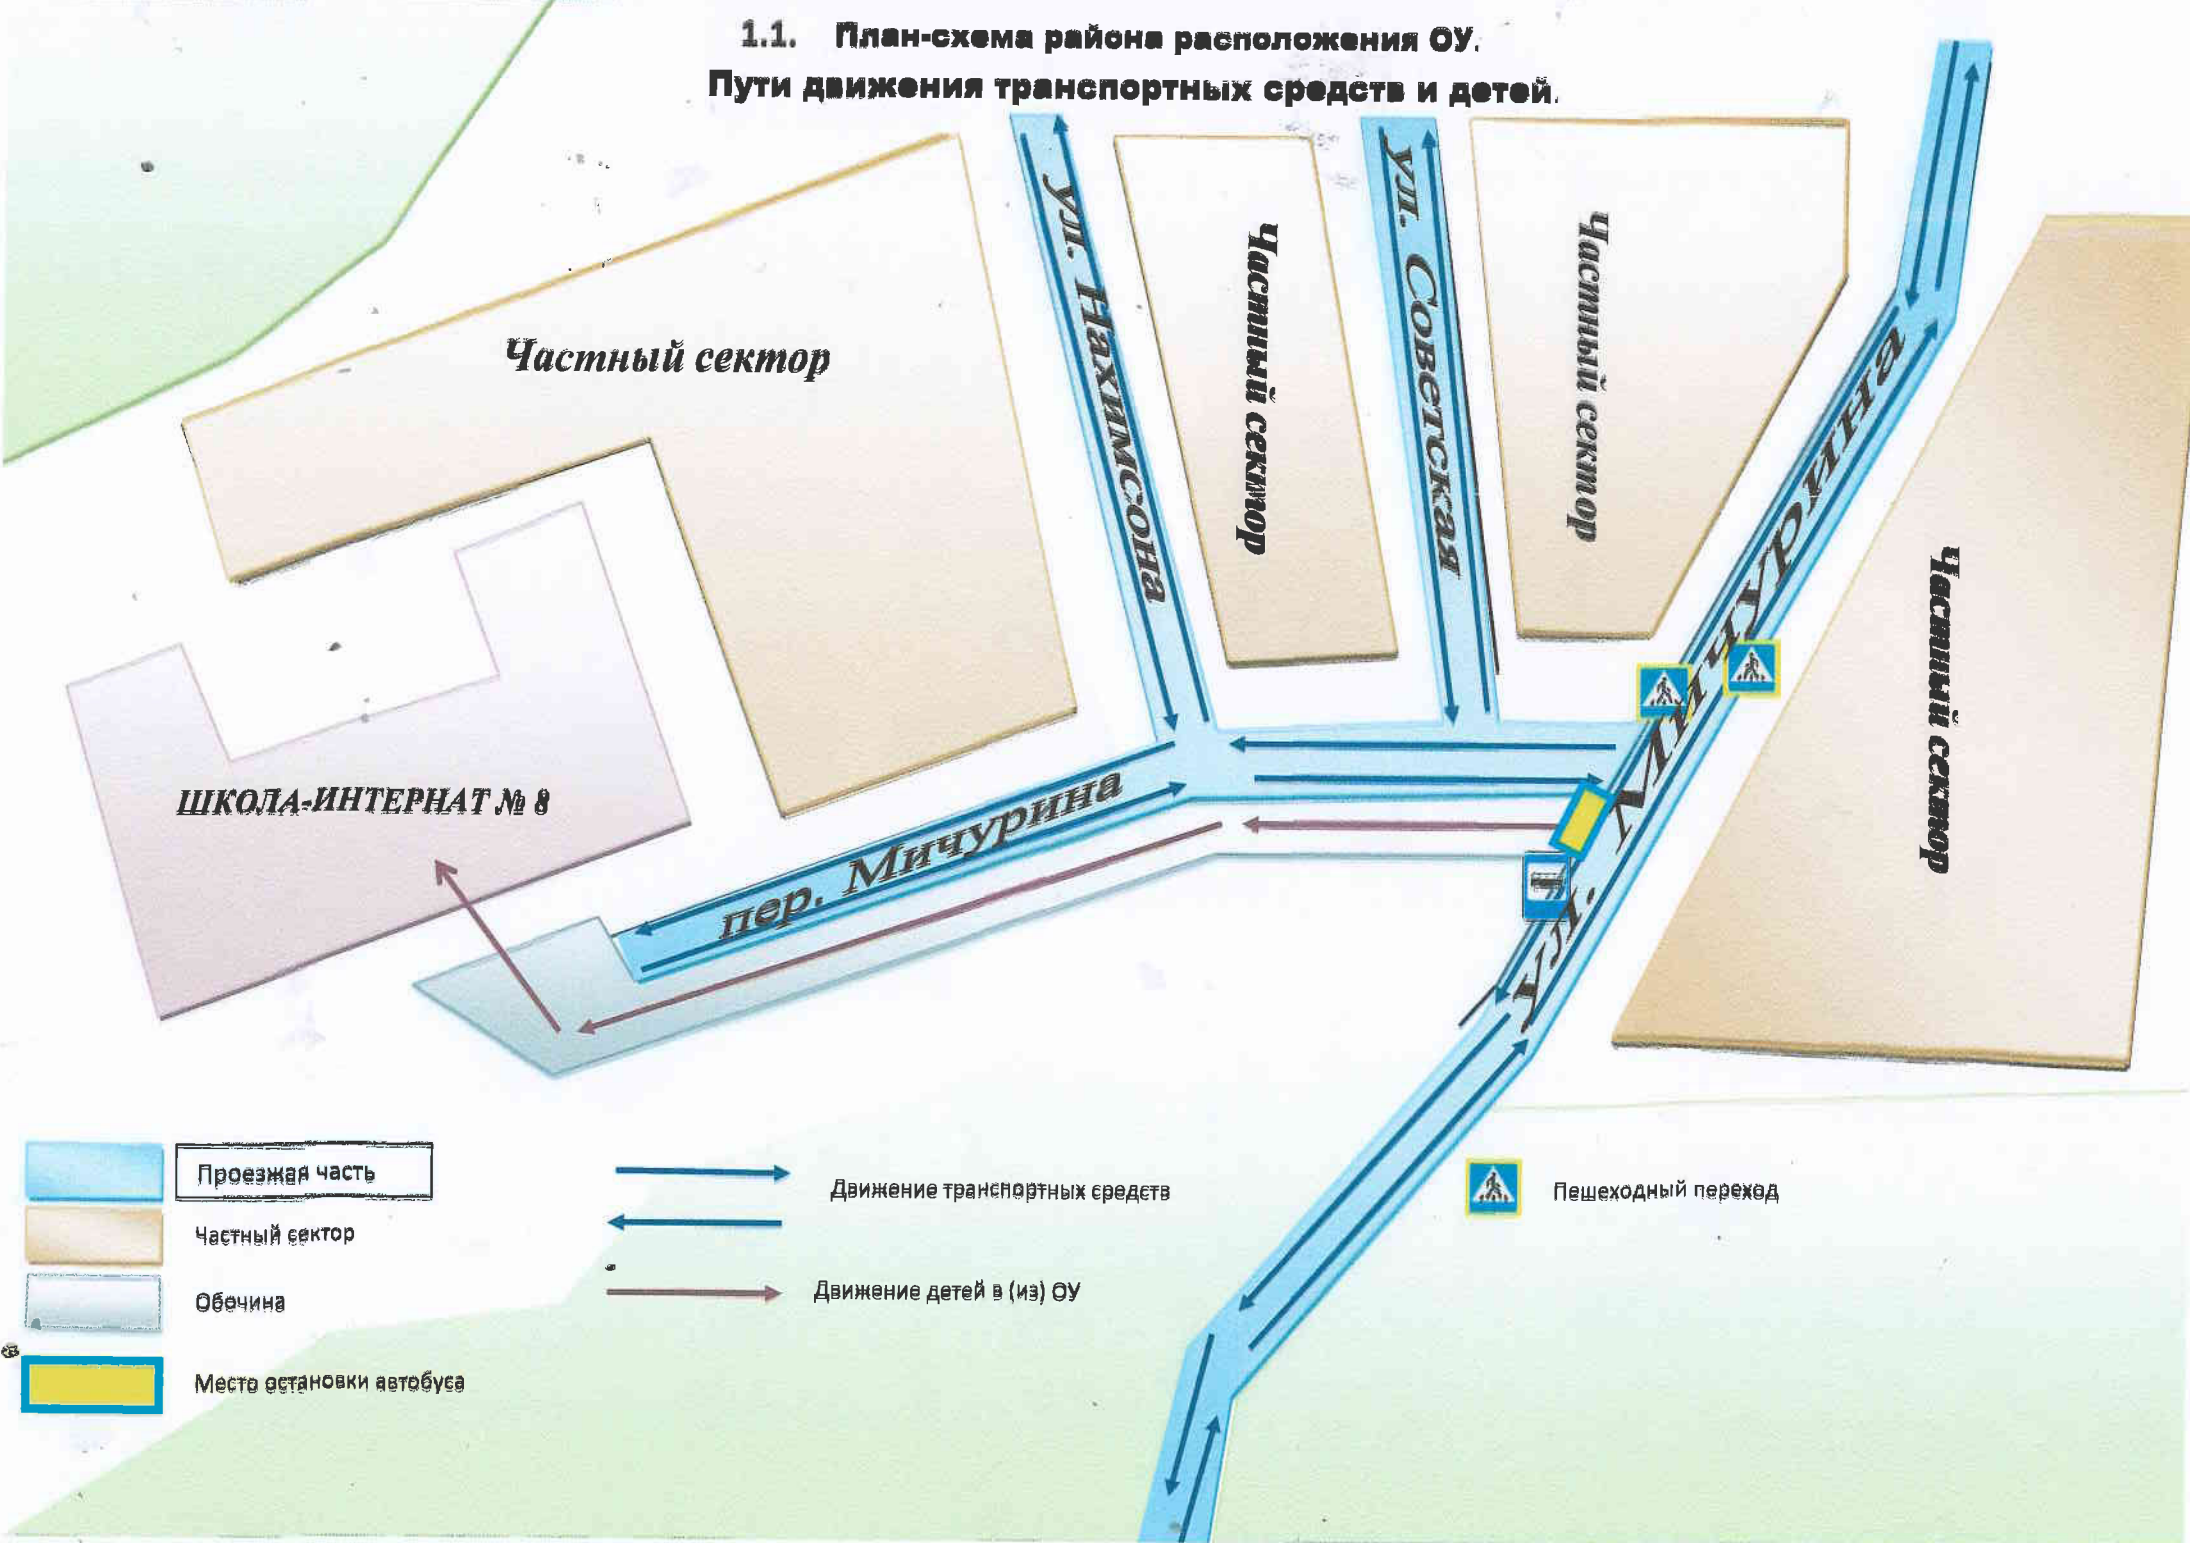 1.1. План-схема района расположения ОУ.
Пути движения транспортных средств и детей.
Частный сектор
ул. Нахимсона
Частный сектор
ул. Советская
Частный сектор
ул. Мичурина
Частный сектор
ШКОЛА-ИНТЕРНАТ № 8
пер. Мичурина
Проезжая часть
Частный сектор
Обочина
Место остановки автобуса
Движение транспортных средств
Движение детей в (из) ОУ
Пешеходный переход